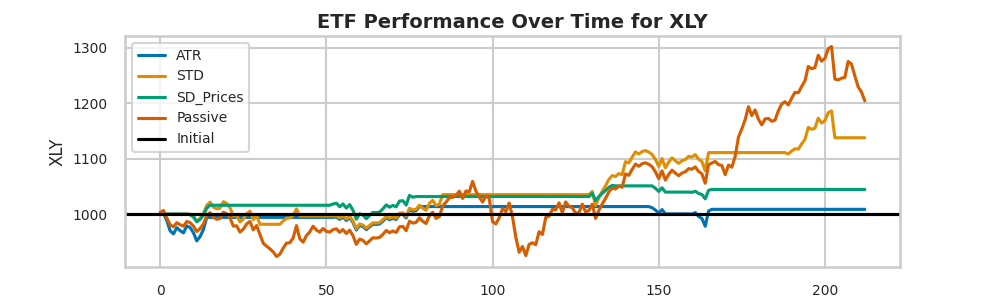 ETF Performance Over Time for XLY
XLY
1300
1200
1100
1000
ATR
STD
SD_Prices
Passive
Initial
0 50 100 150 200